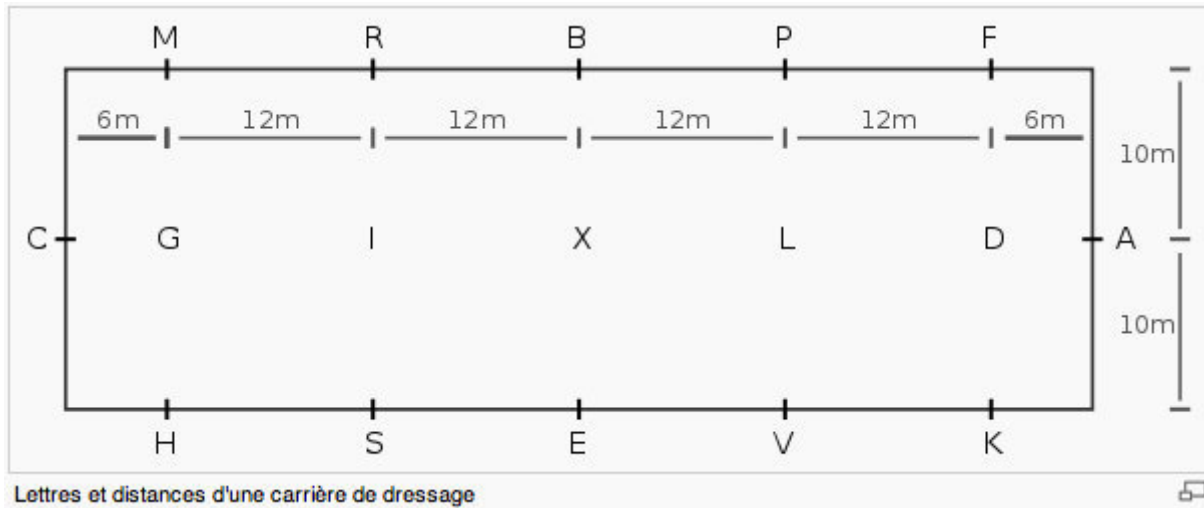 M R B P F
6m 12m 12m 12m 12m 6m
10m
C G I X L D A
10m
H S E V K
Lettres et distances d'une carrière de dressage